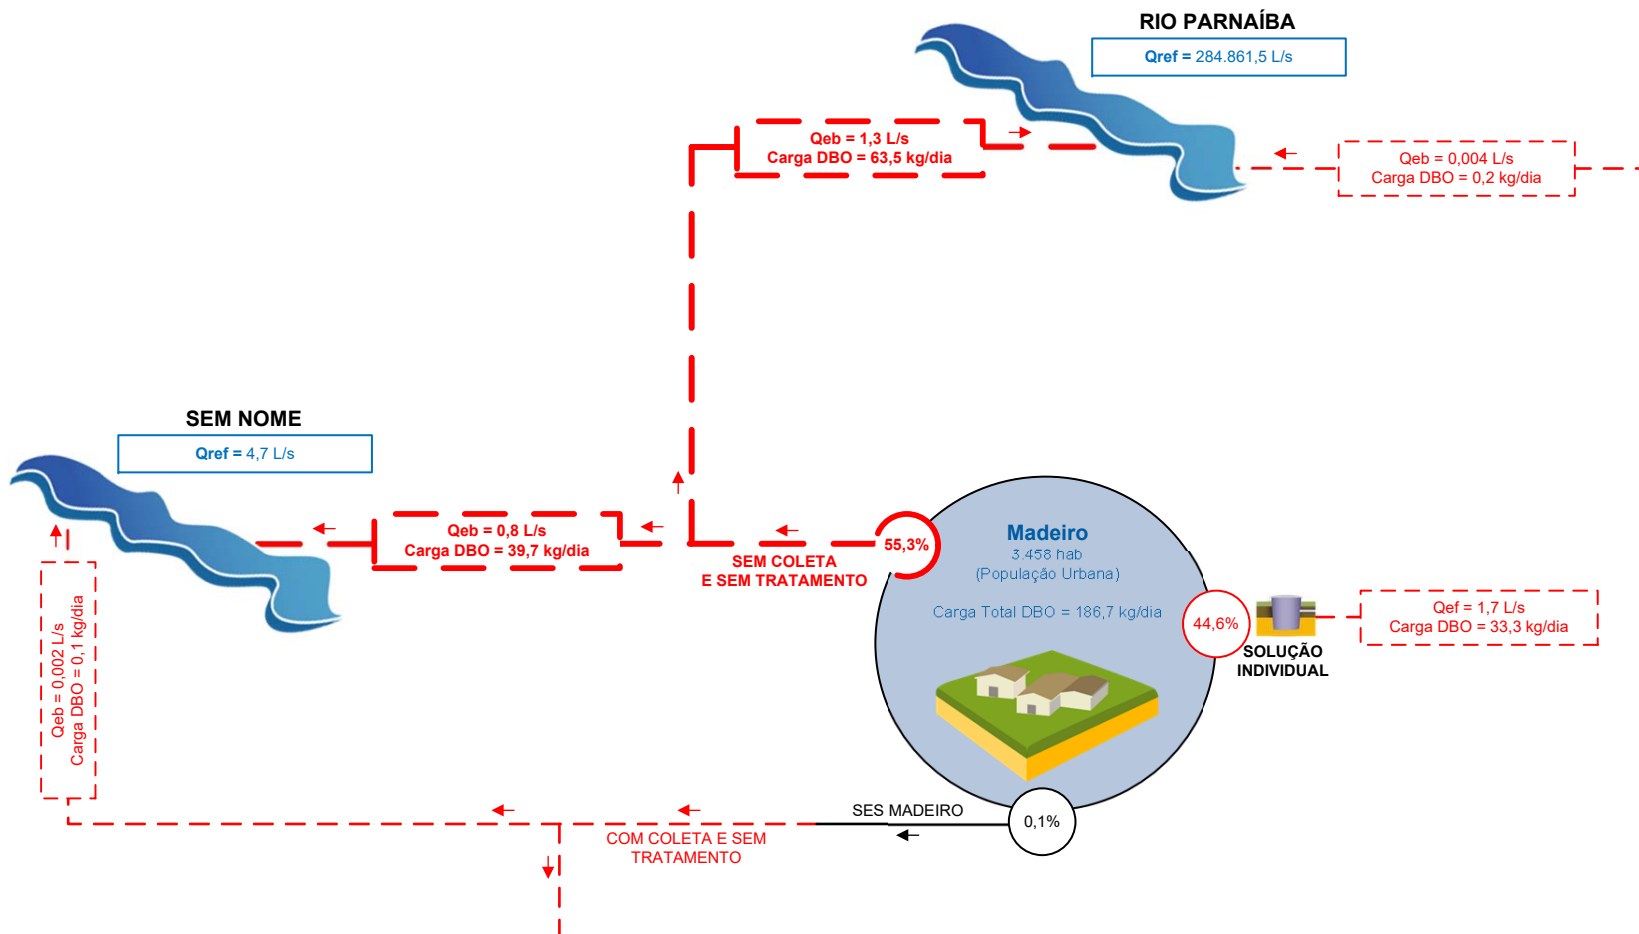 RIO PARNAÍBA
Qref = 284.861,5 L/s
Qeb = 1,3 L/s
Carga DBO = 63,5 kg/dia
Qeb = 0,004 L/s
Carga DBO = 0,2 kg/dia
SEM NOME
Qref = 4,7 L/s
Qeb = 0,8 L/s
Carga DBO = 39,7 kg/dia
SEM COLETA
E SEM TRATAMENTO
55,3%
Madeiro
3.458 hab
(População Urbana)
Carga Total DBO = 186,7 kg/dia
44,6%
SOLUÇÃO
INDIVIDUAL
Qef = 1,7 L/s
Carga DBO = 33,3 kg/dia
Qeb = 0,002 L/s
Carga DBO = 0,1 kg/dia
SES MADEIRO
0,1%
COM COLETA E SEM
TRATAMENTO